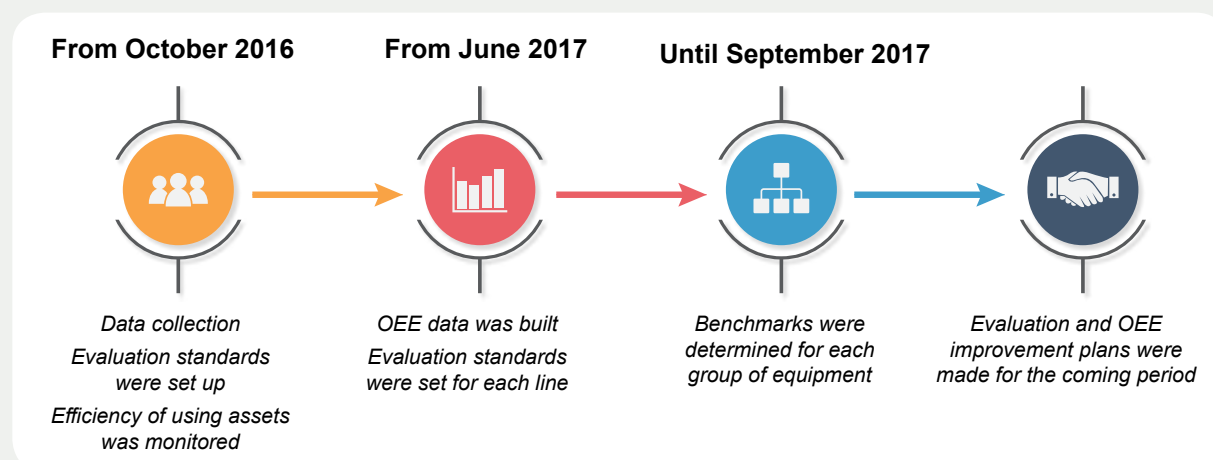 From October 2016
From June 2017
Until September 2017
Data collection
Evaluation standards
were set up
Efficiency of using assets
was monitored
OEE data was built
Evaluation standards
were set for each line
Benchmarks were
determined for each
group of equipment
Evaluation and OEE
improvement plans were
made for the coming period